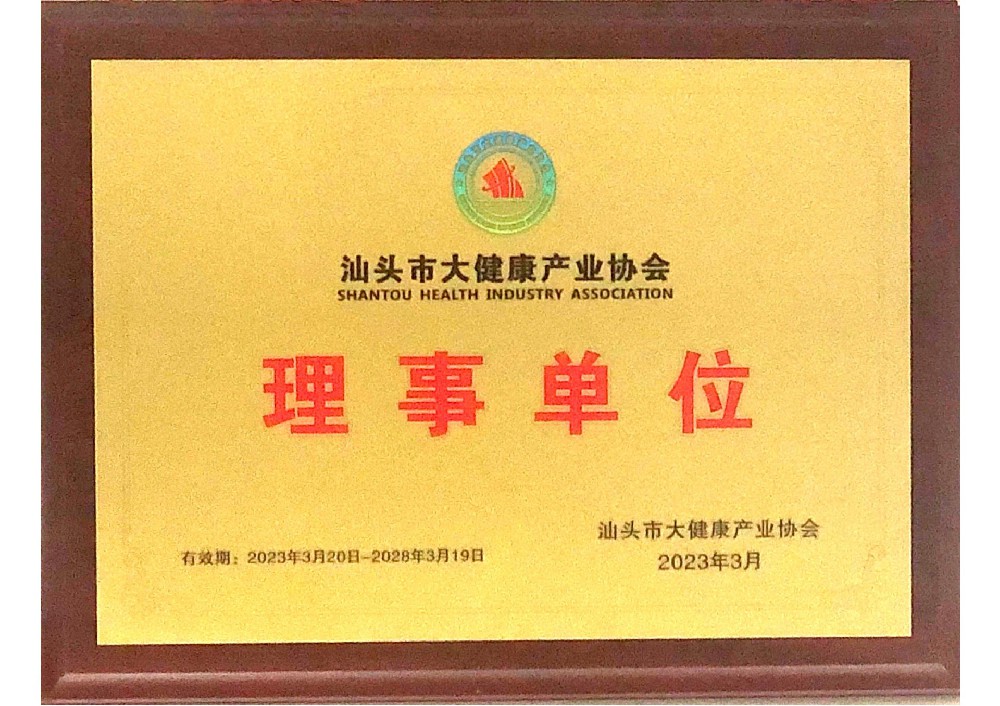 汕头市大健康产业协会
SHANTOU HEALTH INDUSTRY ASSOCIATION
理事单位
有效期：2023年3月20日-2028年3月19日
汕头市大健康产业协会
2023年3月